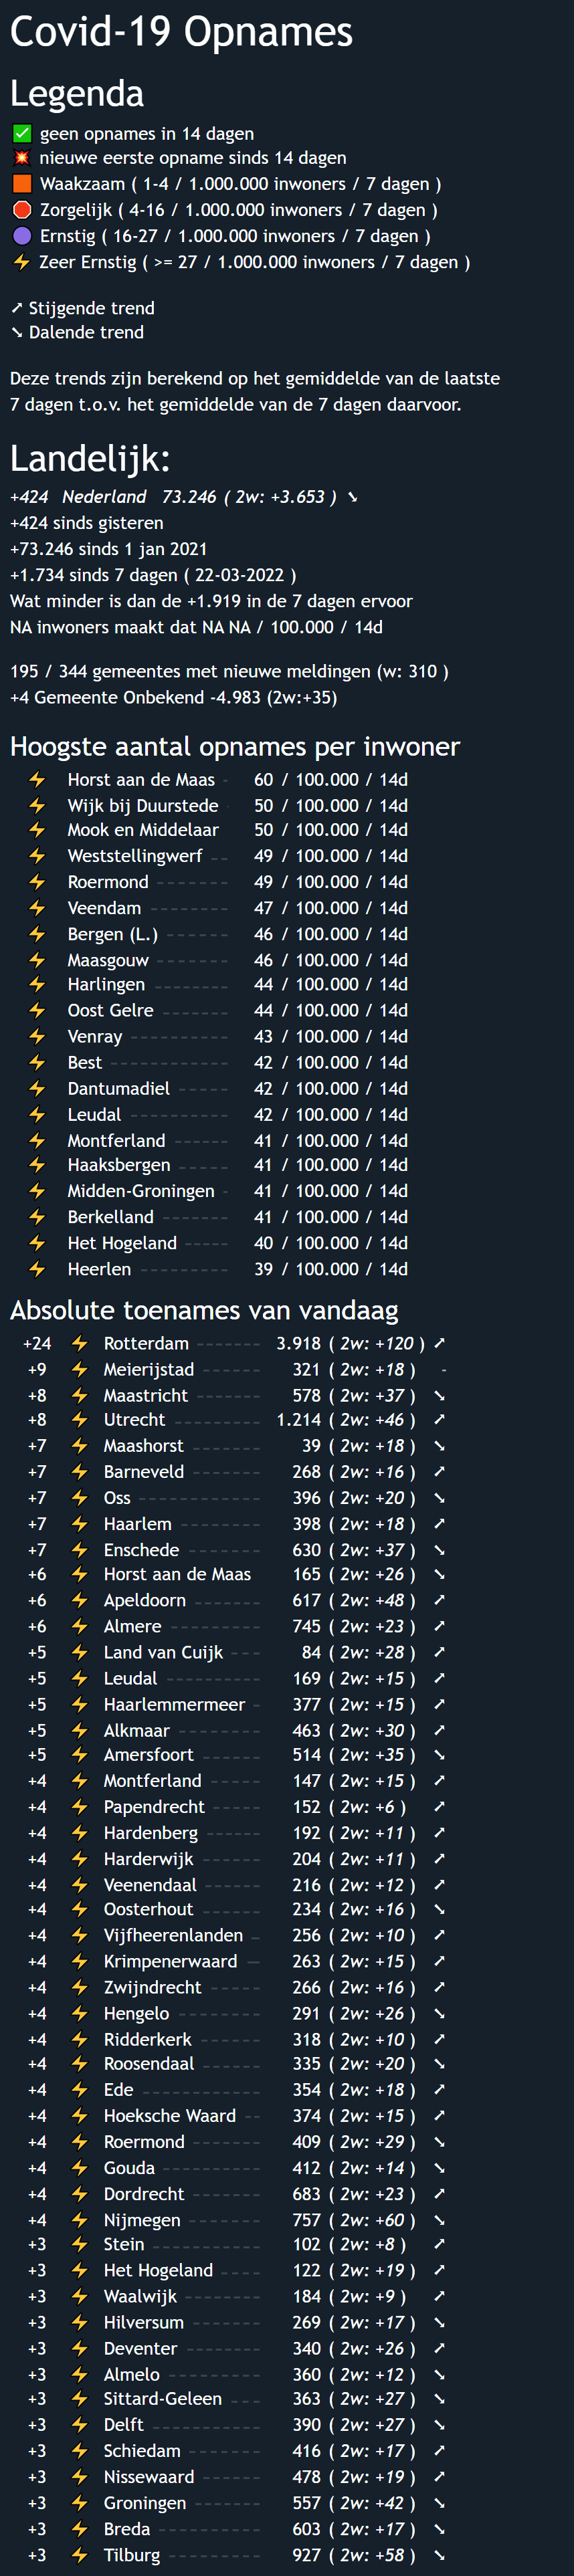 Covid-19 Opnames
Legenda
✅ geen opnames in 14 dagen
💥 nieuwe eerste opname sinds 14 dagen
🟧 Waakzaam ( 1-4 / 1.000.000 inwoners / 7 dagen )
🛑 Zorgelijk ( 4-16 / 1.000.000 inwoners / 7 dagen )
🟣 Ernstig ( 16-27 / 1.000.000 inwoners / 7 dagen )
⚡ Zeer Ernstig ( >= 27 / 1.000.000 inwoners / 7 dagen )
➚ Stijgende trend
➘ Dalende trend
Deze trends zijn berekend op het gemiddelde van de laatste
7 dagen t.o.v. het gemiddelde van de 7 dagen daarvoor.
Landelijk:
+424 Nederland 73.246 ( 2w: +3.653 ) ➘
+424 sinds gisteren
+73.246 sinds 1 jan 2021
+1.734 sinds 7 dagen ( 22-03-2022 )
Wat minder is dan de +1.919 in de 7 dagen ervoor
NA inwoners maakt dat NA NA / 100.000 / 14d
195 / 344 gemeentes met nieuwe meldingen (w: 310 )
+4 Gemeente Onbekend -4.983 (2w:+35)
Hoogste aantal opnames per inwoner
⚡ Horst aan de Maas - 60 / 100.000 / 14d
⚡ Wijk bij Duurstede 50 / 100.000 / 14d
⚡ Mook en Middelaar 50 / 100.000 / 14d
⚡ Weststellingwerf -- 49 / 100.000 / 14d
⚡ Roermond -------- 49 / 100.000 / 14d
⚡ Veendam --------- 47 / 100.000 / 14d
⚡ Bergen (L.) ------- 46 / 100.000 / 14d
⚡ Maasgouw -------- 46 / 100.000 / 14d
⚡ Harlingen -------- 44 / 100.000 / 14d
⚡ Oost Gelre ------- 44 / 100.000 / 14d
⚡ Venray ----------- 43 / 100.000 / 14d
⚡ Best ------------- 42 / 100.000 / 14d
⚡ Dantumadiel ----- 42 / 100.000 / 14d
⚡ Leudal ----------- 42 / 100.000 / 14d
⚡ Montferland ------ 41 / 100.000 / 14d
⚡ Haaksbergen ----- 41 / 100.000 / 14d
⚡ Midden-Groningen - 41 / 100.000 / 14d
⚡ Berkelland ------- 41 / 100.000 / 14d
⚡ Het Hogeland ----- 40 / 100.000 / 14d
⚡ Heerlen --------- 39 / 100.000 / 14d
Absolute toenames van vandaag
+24 ⚡ Rotterdam ------- 3.918 ( 2w: +120 ) ➚
+9 ⚡ Meierijstad ------ 321 ( 2w: +18 ) -
+8 ⚡ Maastricht ------- 578 ( 2w: +37 ) ➘
+8 ⚡ Utrecht --------- 1.214 ( 2w: +46 ) ➚
+7 ⚡ Maashorst ------- 39 ( 2w: +18 ) ➘
+7 ⚡ Barneveld ------- 268 ( 2w: +16 ) ➚
+7 ⚡ Oss ------------- 396 ( 2w: +20 ) ➘
+7 ⚡ Haarlem --------- 398 ( 2w: +18 ) ➚
+7 ⚡ Enschede -------- 630 ( 2w: +37 ) ➘
+6 ⚡ Horst aan de Maas 165 ( 2w: +26 ) ➘
+6 ⚡ Apeldoorn ------- 617 ( 2w: +48 ) ➚
+6 ⚡ Almere ---------- 745 ( 2w: +23 ) ➚
+5 ⚡ Land van Cuijk --- 84 ( 2w: +28 ) ➚
+5 ⚡ Leudal ---------- 169 ( 2w: +15 ) ➚
+5 ⚡ Haarlemmermeer - 377 ( 2w: +15 ) ➚
+5 ⚡ Alkmaar --------- 463 ( 2w: +30 ) ➚
+5 ⚡ Amersfoort ------ 514 ( 2w: +35 ) ➘
+4 ⚡ Montferland ------ 147 ( 2w: +15 ) ➚
+4 ⚡ Papendrecht ----- 152 ( 2w: +6 ) ➚
+4 ⚡ Hardenberg ------ 192 ( 2w: +11 ) ➚
+4 ⚡ Harderwijk ------ 204 ( 2w: +11 ) ➚
+4 ⚡ Veenendaal ------ 216 ( 2w: +12 ) ➚
+4 ⚡ Oosterhout ------ 234 ( 2w: +16 ) ➘
+4 ⚡ Vijfheerenlanden - 256 ( 2w: +10 ) ➚
+4 ⚡ Krimpenerwaard -- 263 ( 2w: +15 ) ➚
+4 ⚡ Zwijndrecht ------ 266 ( 2w: +16 ) ➚
+4 ⚡ Hengelo --------- 291 ( 2w: +26 ) ➘
+4 ⚡ Ridderkerk ------- 318 ( 2w: +10 ) ➚
+4 ⚡ Roosendaal ------ 335 ( 2w: +20 ) ➘
+4 ⚡ Ede ------------- 354 ( 2w: +18 ) ➚
+4 ⚡ Hoeksche Waard -- 374 ( 2w: +15 ) ➚
+4 ⚡ Roermond -------- 409 ( 2w: +29 ) ➘
+4 ⚡ Gouda ----------- 412 ( 2w: +14 ) ➘
+4 ⚡ Dordrecht ------- 683 ( 2w: +23 ) ➚
+4 ⚡ Nijmegen -------- 757 ( 2w: +60 ) ➘
+3 ⚡ Stein ----------- 102 ( 2w: +8 ) ➚
+3 ⚡ Het Hogeland ---- 122 ( 2w: +19 ) ➚
+3 ⚡ Waalwijk -------- 184 ( 2w: +9 ) ➚
+3 ⚡ Hilversum ------- 269 ( 2w: +17 ) ➘
+3 ⚡ Deventer -------- 340 ( 2w: +26 ) ➚
+3 ⚡ Almelo ---------- 360 ( 2w: +12 ) ➘
+3 ⚡ Sittard-Geleen --- 363 ( 2w: +27 ) ➘
+3 ⚡ Delft ------------ 390 ( 2w: +27 ) ➘
+3 ⚡ Schiedam -------- 416 ( 2w: +17 ) ➚
+3 ⚡ Nissewaard ------ 478 ( 2w: +19 ) ➚
+3 ⚡ Groningen ------- 557 ( 2w: +42 ) ➘
+3 ⚡ Breda ----------- 603 ( 2w: +17 ) ➘
+3 ⚡ Tilburg ---------- 927 ( 2w: +58 ) ➘